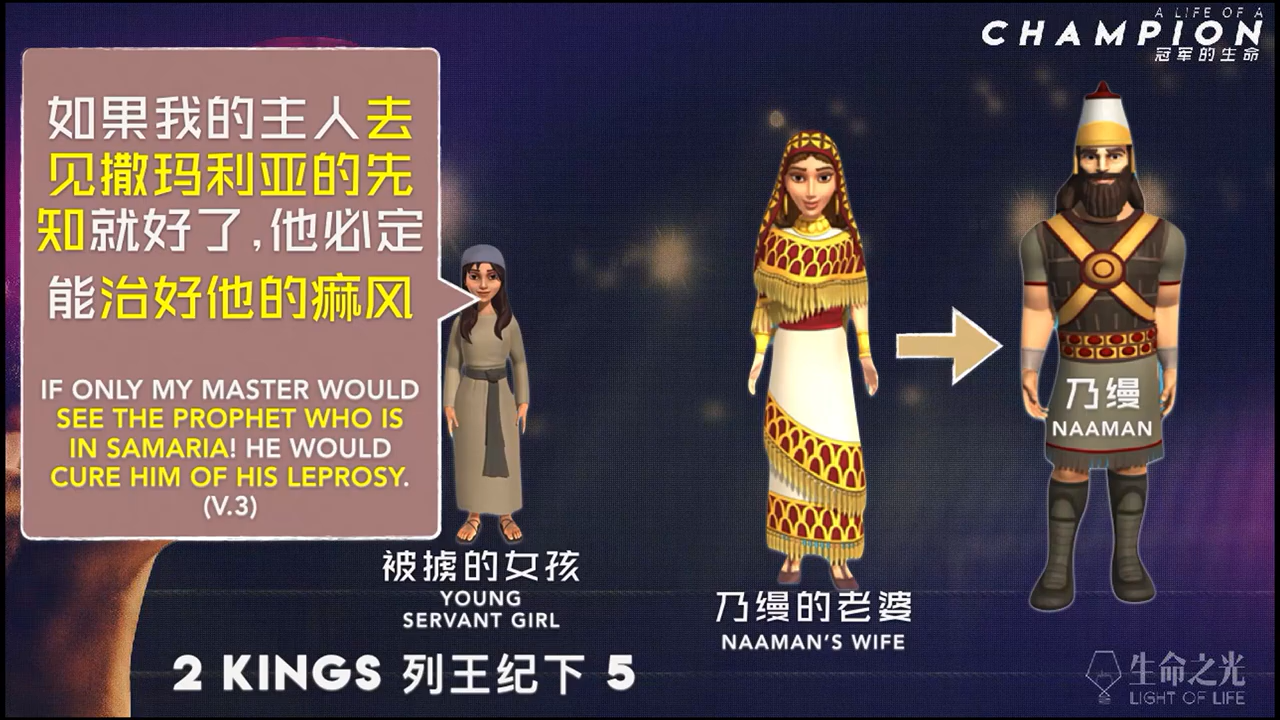 A LIFE OF A
CHAMPION
冠军的生命
如果我的主人去
见撒玛利亚的先
知就好了,他必定
能治好他的痲风
IF ONLY MY MASTER WOULD
SEE THE PROPHET WHO IS
IN SAMARIA! HE WOULD
CURE HIM OF HIS LEPROSY.
(V.3)
被掳的女孩
YOUNG
SERVANT GIRL
乃缦的老婆
NAAMAN'S WIFE
乃缦
NAAMAN
2 KINGS 列王纪下 5
生命之光
LIGHT OF LIFE